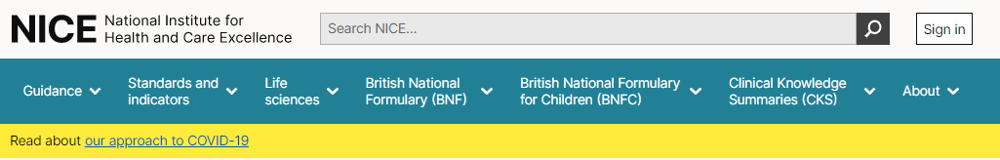 NICE National Institute for
Health and Care Excellence
Search NICE...
Sign in
Guidance
Standards and
indicators
Life
sciences
British National
Formulary (BNF)
British National Formulary
for Children (BNFC)
Clinical Knowledge
Summaries (CKS)
About
Read about our approach to COVID-19